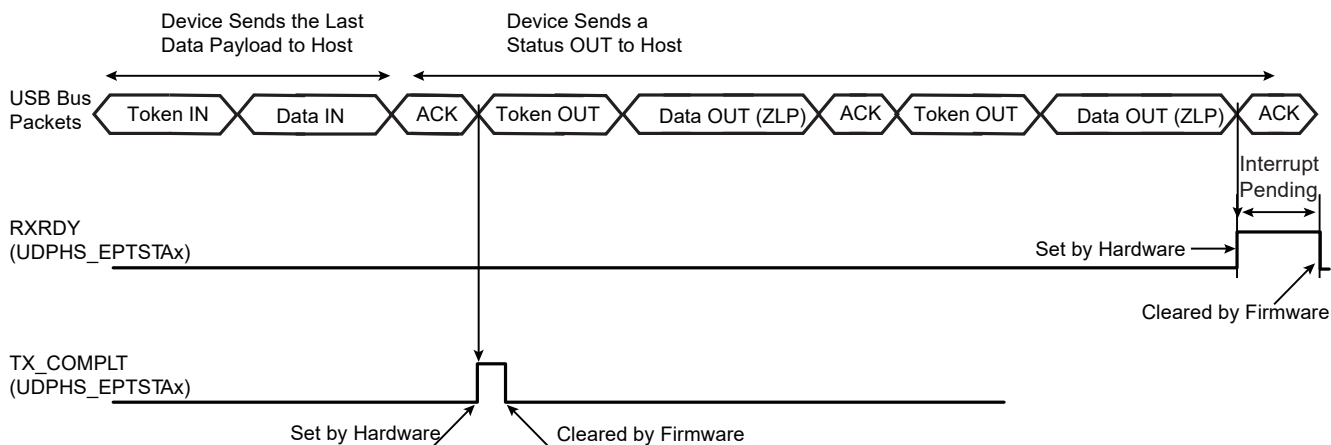 Device Sends the Last
Data Payload to Host
Device Sends a
Status OUT to Host
USB Bus
Packets
Token IN
Data IN
ACK
Token OUT
Data OUT (ZLP)
ACK
Token OUT
Data OUT (ZLP)
ACK
Interrupt
Pending
RXRDY
(UDPHS_EPTSTAx)
Set by Hardware
Cleared by Firmware
TX_COMPLT
(UDPHS_EPTSTAx)
Set by Hardware
Cleared by Firmware